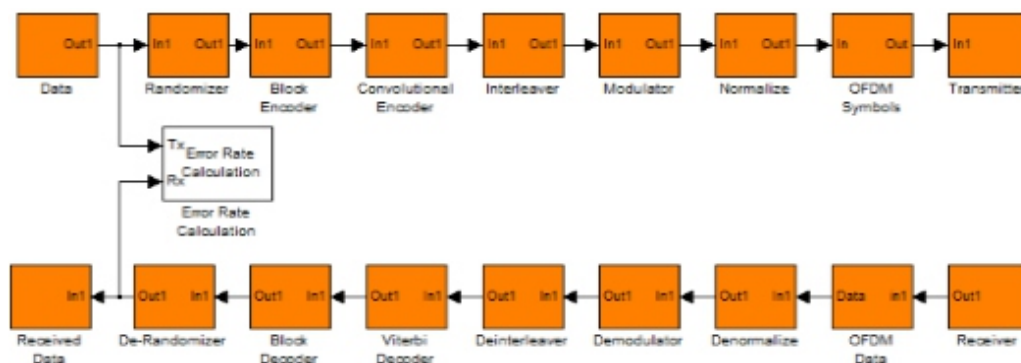 Out1 In1 Out1 In1 Out1 In1 Out1 In1 Out1 In1 Out1 In1 Out1 In Out In1
Data Randomizer Block Encoder Convolutional Encoder Interleaver Modulator Normalize OFDM Symbols Transmitter
Tx
Error Rate
Calculation
Rx
Error Rate
Calculation
In1 Out1 In1 Out1 In1 Out1 In1 Out1 In1 Out1 In1 Out1 In1 Data in1 Out1
Received Data De-Randomizer Block Decoder Viterbi Decoder Deinterleaver Demodulator Denormalize OFDM Data Receiver